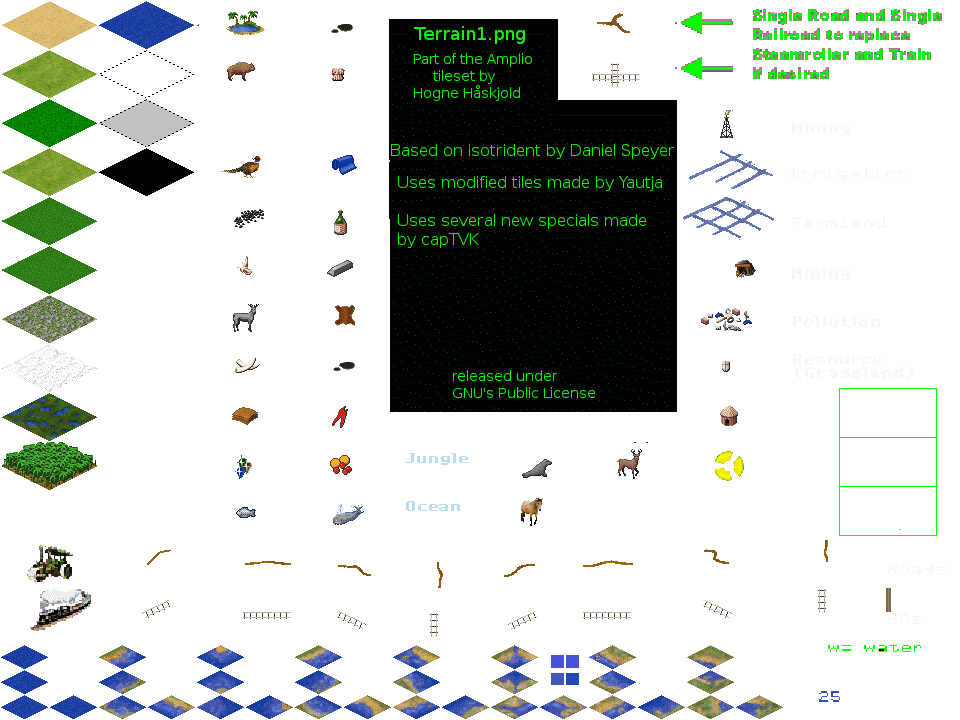 Single Road and Single
Railroad to replace
Steamroller and Train
if desired
Terrain1.png
Part of the Amplio
tileset by
Hogne Håskjold
Mining
Based on isotrident by Daniel Speyer
Irrigation
Uses modified tiles made by Yautja
Uses several new specials made
by capTVK
Farmland
Mining
Pollution
Resource
(Grassland)
released under
GNU's Public License
Jungle
Ocean
Roads
RRs
w= water
25